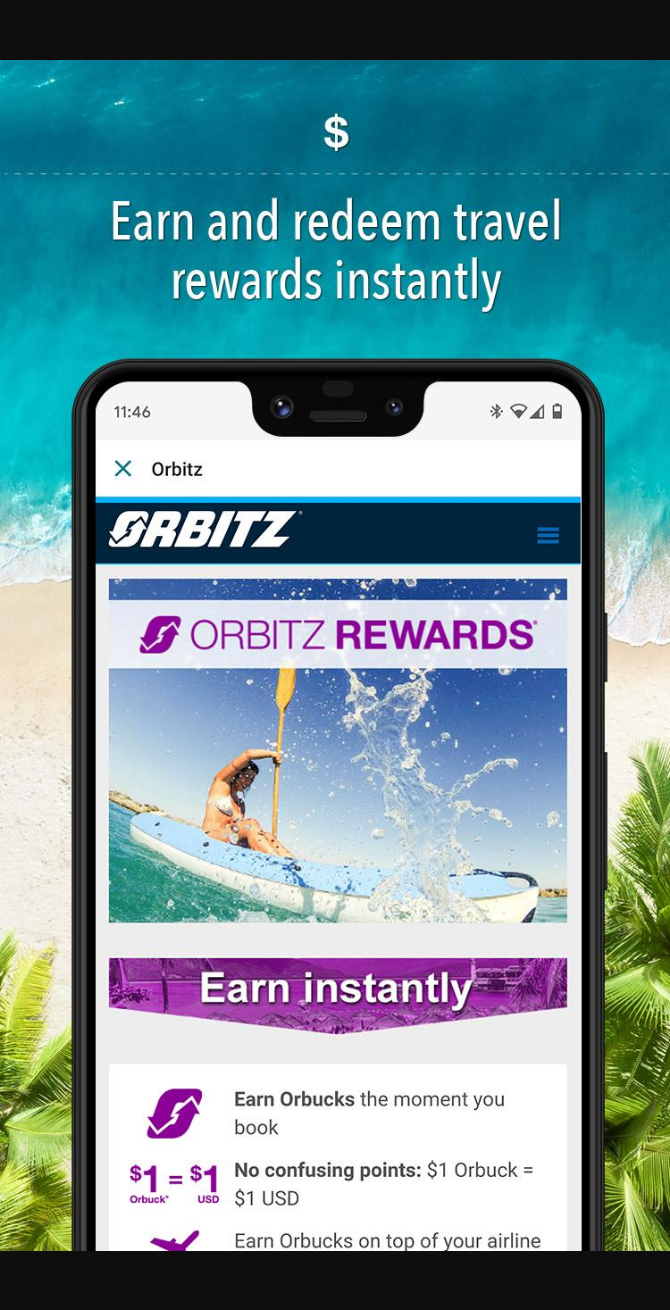 $
Earn and redeem travel
rewards instantly
11:46
Orbitz
ORBITZ
ORBITZ REWARDS
Earn instantly
Earn Orbucks the moment you
book
$1 = $1
Orbuck USD
No confusing points: $1 Orbuck =
$1 USD
Earn Orbucks on top of your airline